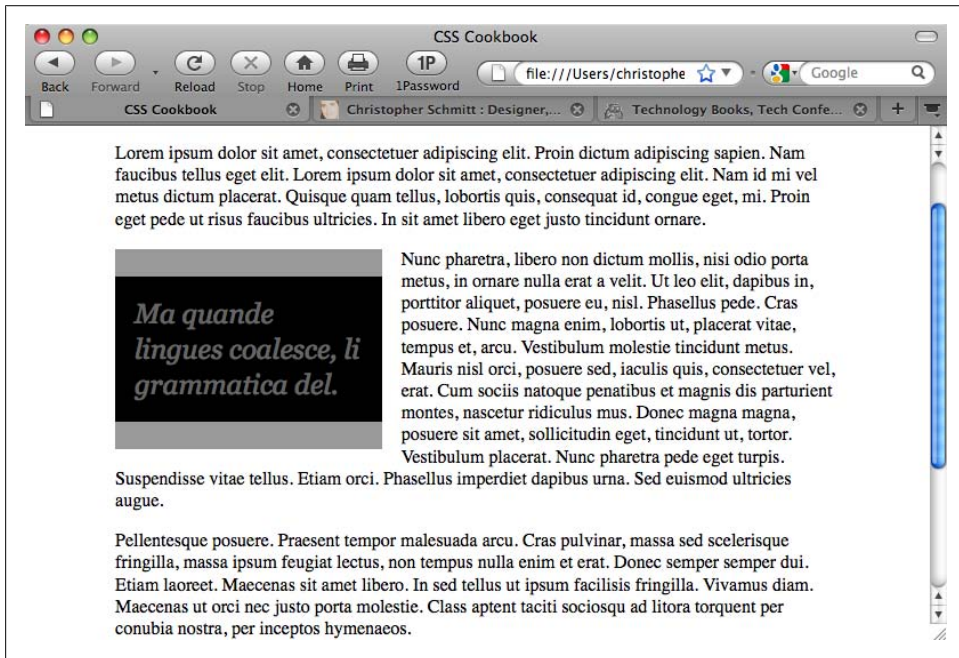 CSS Cookbook
Back Forward Reload Stop Home Print 1Password
1P
file:///Users/christophe
Google
CSS Cookbook
Christopher Schmitt : Designer,...
Technology Books, Tech Confe...
Lorem ipsum dolor sit amet, consectetuer adipiscing elit. Proin dictum adipiscing sapien. Nam
faucibus tellus eget elit. Lorem ipsum dolor sit amet, consectetuer adipiscing elit. Nam id mi vel
metus dictum placerat. Quisque quam tellus, lobortis quis, consequat id, congue eget, mi. Proin
eget pede ut risus faucibus ultricies. In sit amet libero eget justo tincidunt ornare.
Ma quande
lingues coalesce, li
grammatica del.
Nunc pharetra, libero non dictum mollis, nisi odio porta
metus, in ornare nulla erat a velit. Ut leo elit, dapibus in,
porttitor aliquet, posuere eu, nisl. Phasellus pede. Cras
posuere. Nunc magna enim, lobortis ut, placerat vitae,
tempus et, arcu. Vestibulum molestie tincidunt metus.
Mauris nisl orci, posuere sed, iaculis quis, consectetuer vel,
erat. Cum sociis natoque penatibus et magnis dis parturient
montes, nascetur ridiculus mus. Donec magna magna,
posuere sit amet, sollicitudin eget, tincidunt ut, tortor.
Vestibulum placerat. Nunc pharetra pede eget turpis.
Suspendisse vitae tellus. Etiam orci. Phasellus imperdiet dapibus urna. Sed euismod ultricies
augue.
Pellentesque posuere. Praesent tempor malesuada arcu. Cras pulvinar, massa sed scelerisque
fringilla, massa ipsum feugiat lectus, non tempus nulla enim et erat. Donec semper semper dui.
Etiam laoreet. Maecenas sit amet libero. In sed tellus ut ipsum facilisis fringilla. Vivamus diam.
Maecenas ut orci nec justo porta molestie. Class aptent taciti sociosqu ad litora torquent per
conubia nostra, per inceptos hymenaeos.